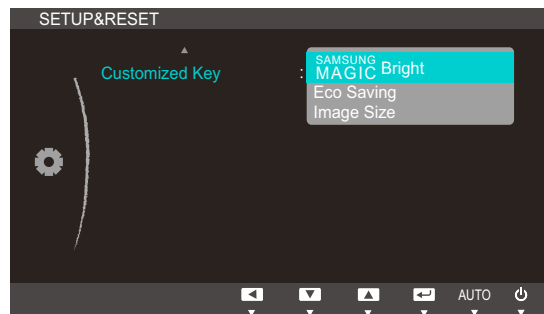 SETUP&RESET
Customized Key : SAMSUNG MAGIC Bright
Eco Saving
Image Size
AUTO